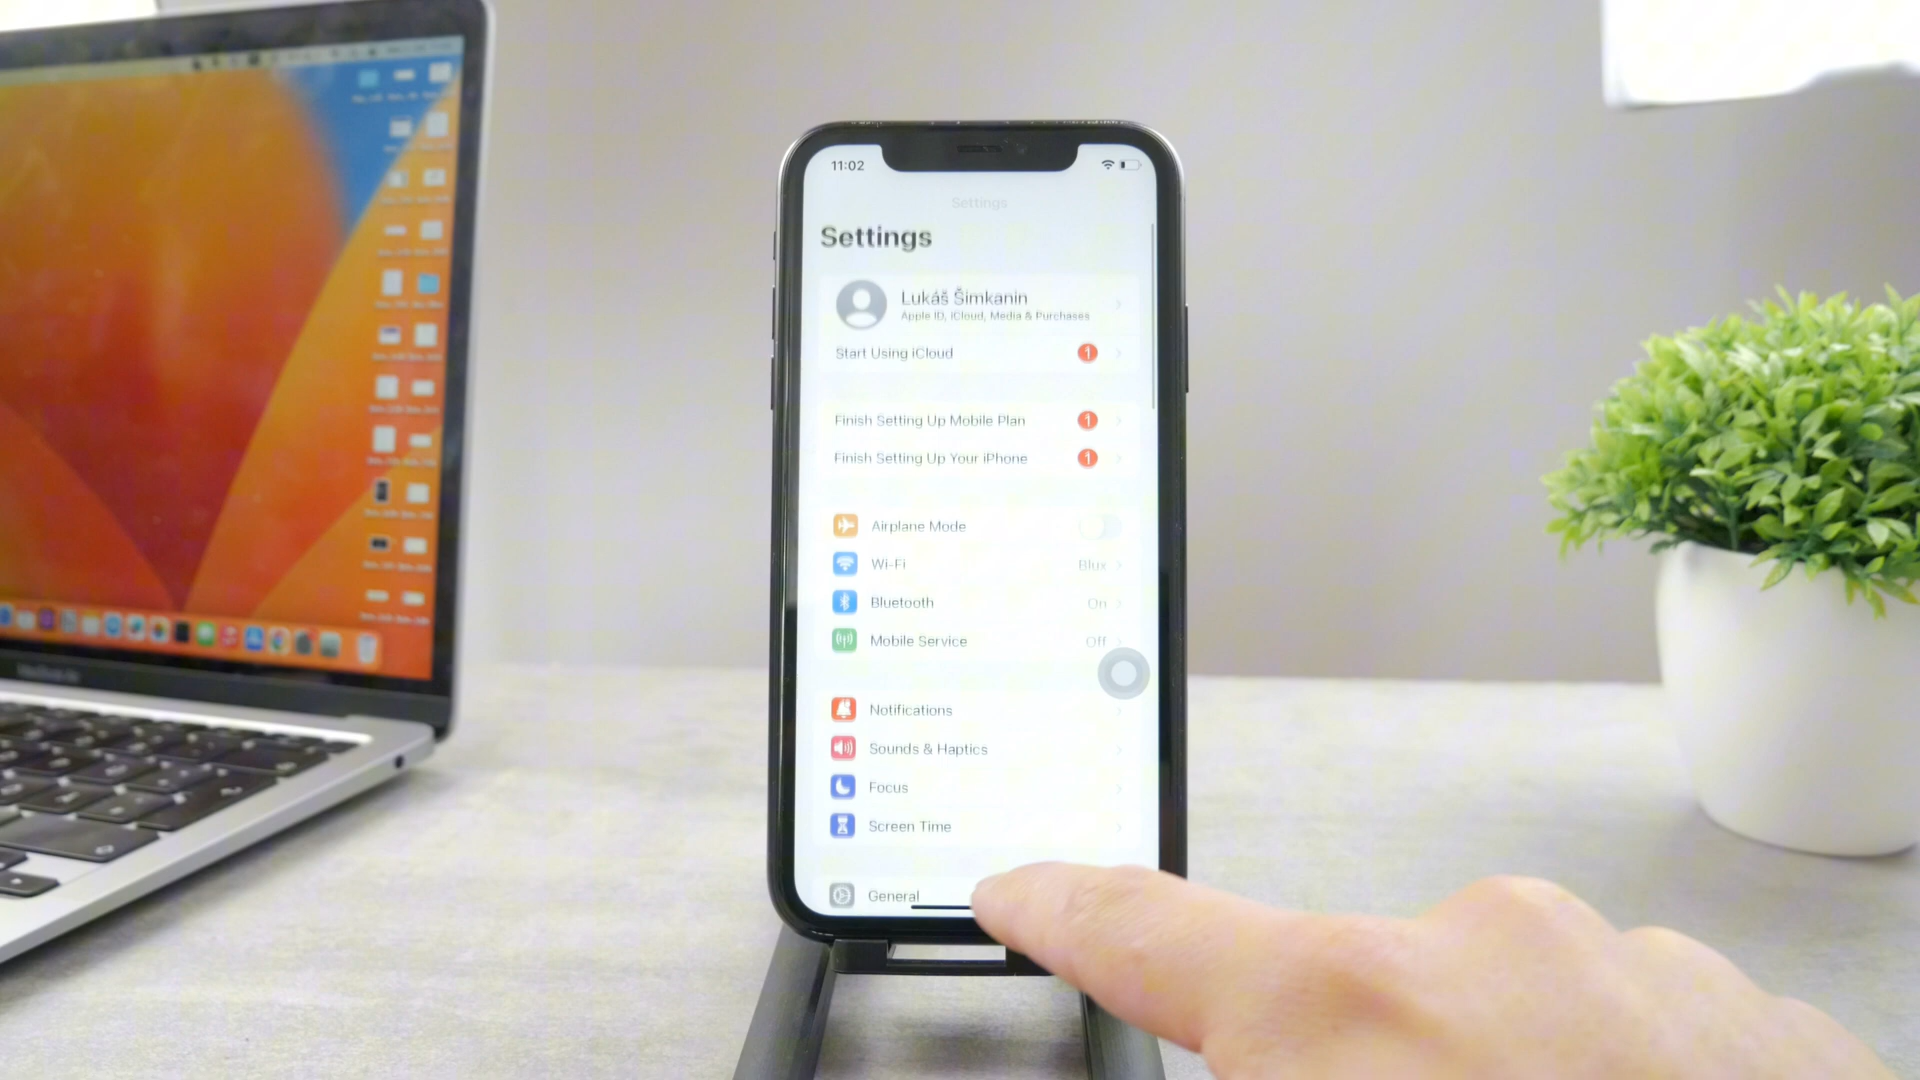 11:02
Settings
Settings
Lukáš Šimkanin
Apple ID, iCloud, Media & Purchases
Start Using iCloud 1
Finish Setting Up Mobile Plan 1
Finish Setting Up Your iPhone 1
Airplane Mode
Wi-Fi Blux
Bluetooth On
Mobile Service Off
Notifications
Sounds & Haptics
Focus
Screen Time
General